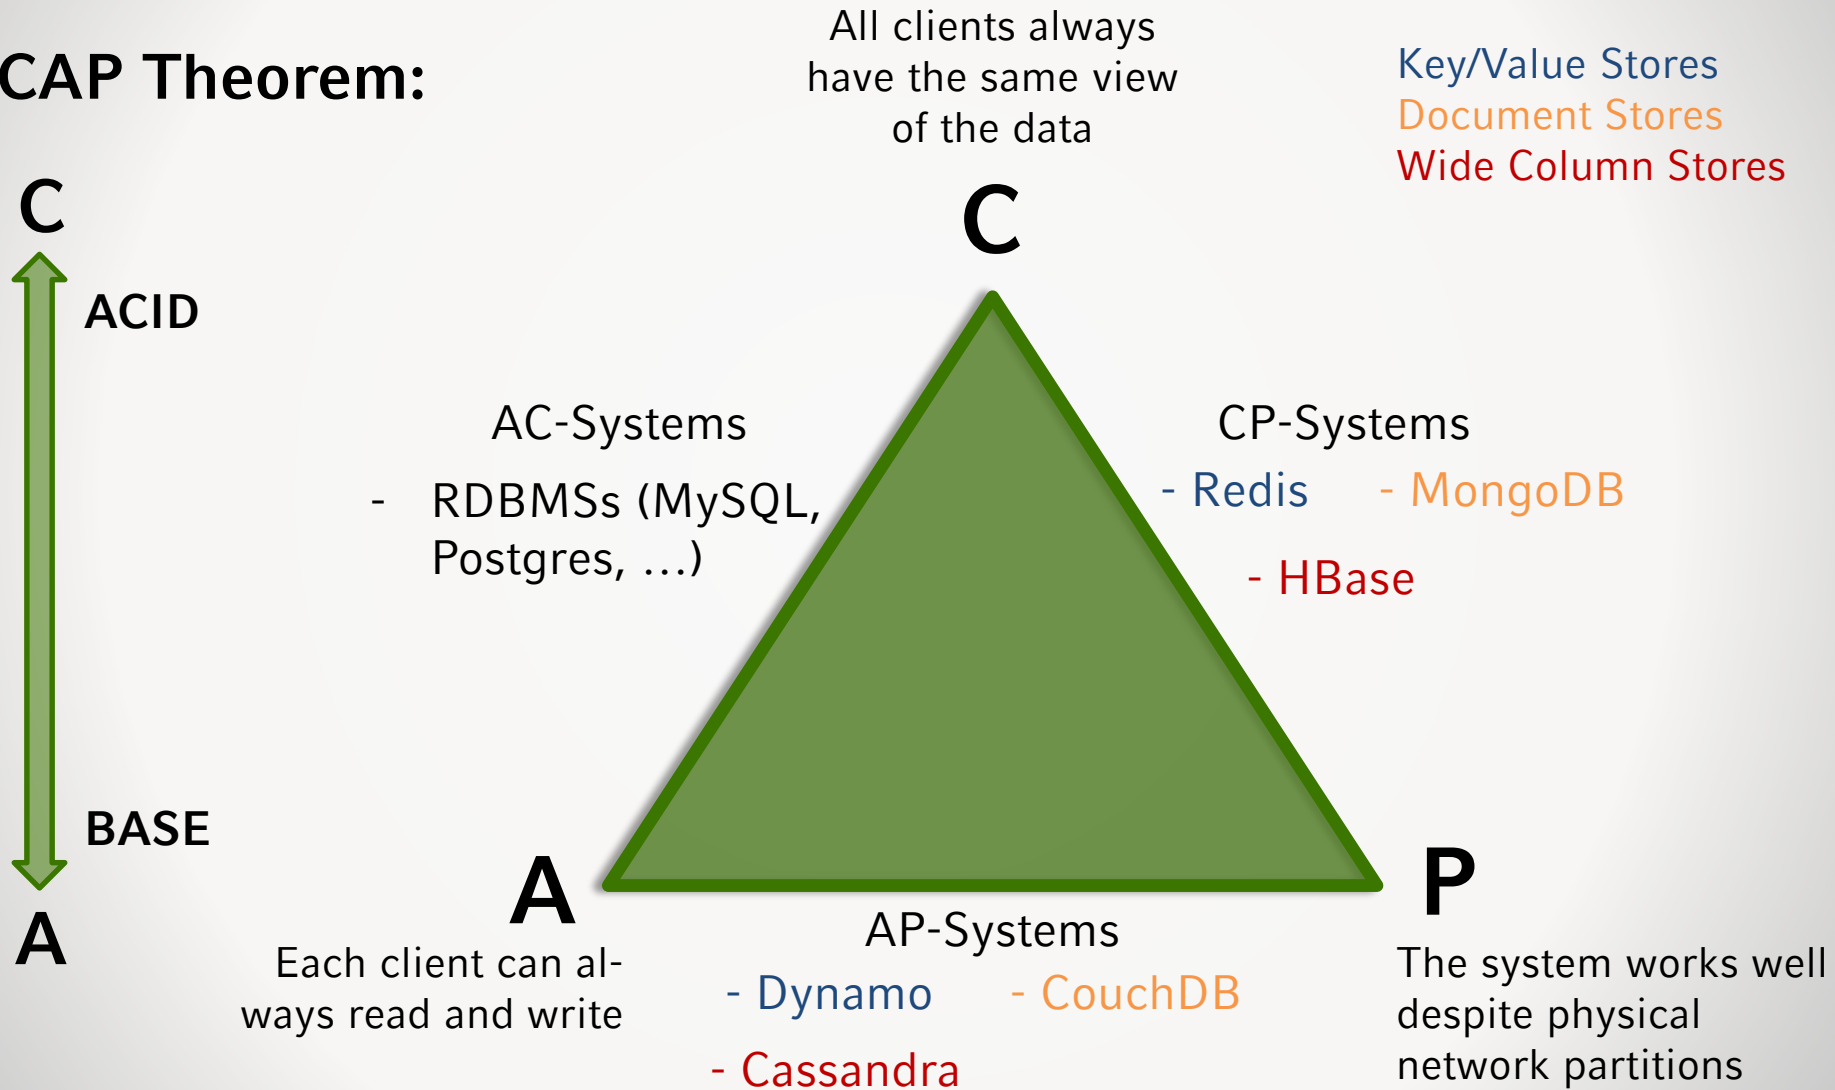 CAP Theorem:
All clients always
have the same view
of the data
Key/Value Stores
Document Stores
Wide Column Stores
C
ACID
BASE
A
C
AC-Systems
- RDBMSs (MySQL,
Postgres, …)
CP-Systems
- Redis - MongoDB
- HBase
A
Each client can al-
ways read and write
AP-Systems
- Dynamo - CouchDB
- Cassandra
P
The system works well
despite physical
network partitions